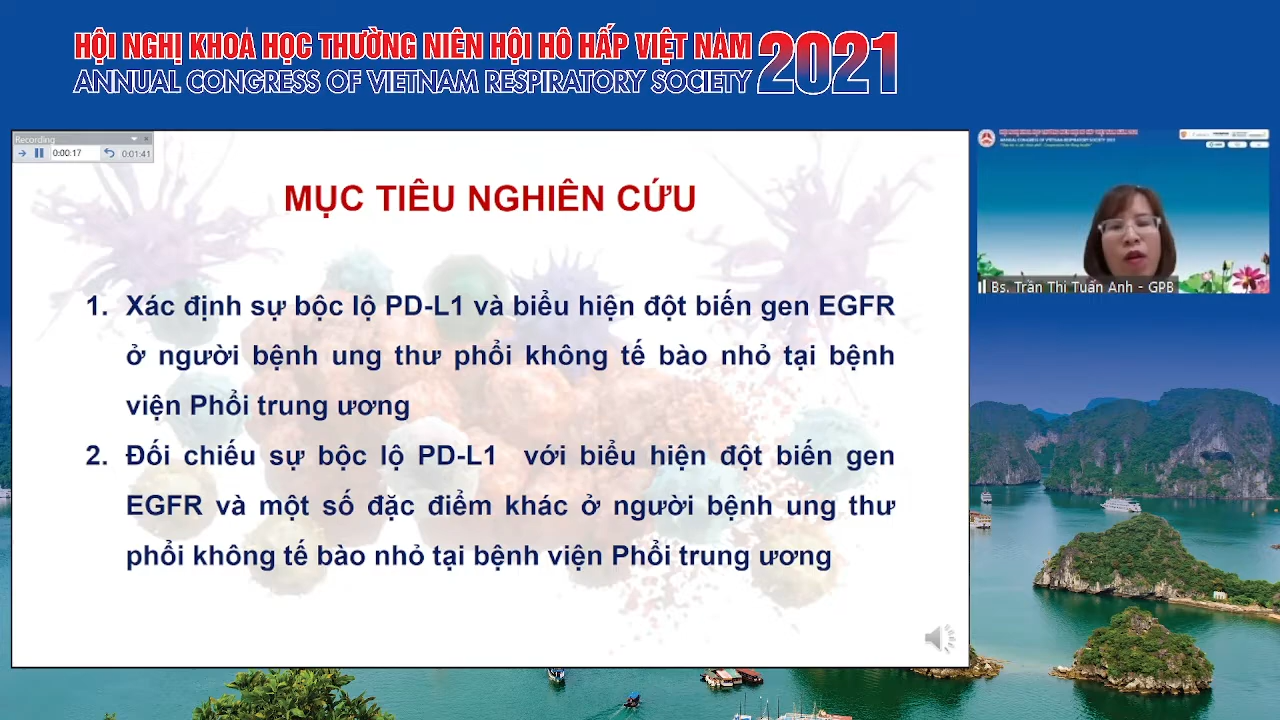 HỘI NGHỊ KHOA HỌC THƯỜNG NIÊN HỘI HÔ HẤP VIỆT NAM 2021
ANNUAL CONGRESS OF VIETNAM RESPIRATORY SOCIETY
Recording
0:00:17
0:01:41
MỤC TIÊU NGHIÊN CỨU
1. Xác định sự bộc lộ PD-L1 và biểu hiện đột biến gen EGFR
ở người bệnh ung thư phổi không tế bào nhỏ tại bệnh
viện Phổi trung ương
2. Đối chiếu sự bộc lộ PD-L1 với biểu hiện đột biến gen
EGFR và một số đặc điểm khác ở người bệnh ung thư
phổi không tế bào nhỏ tại bệnh viện Phổi trung ương
Bs. Trần Thị Tuấn Anh - GPB